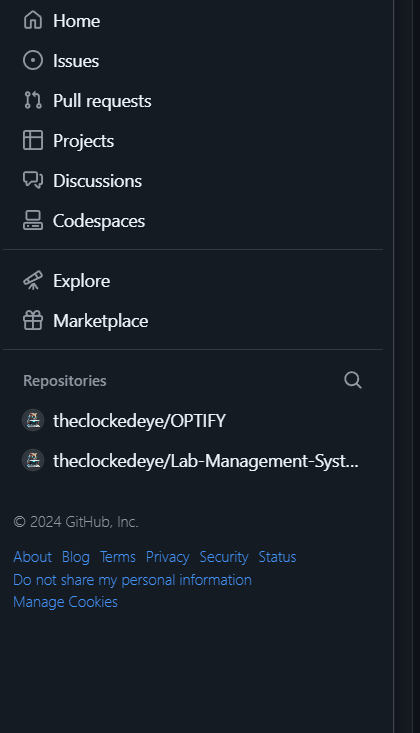 Home
Issues
Pull requests
Projects
Discussions
Codespaces
Explore
Marketplace
Repositories
theclockedeye/OPTIFY
theclockedeye/Lab-Management-Syst...
© 2024 GitHub, Inc.
About Blog Terms Privacy Security Status
Do not share my personal information
Manage Cookies